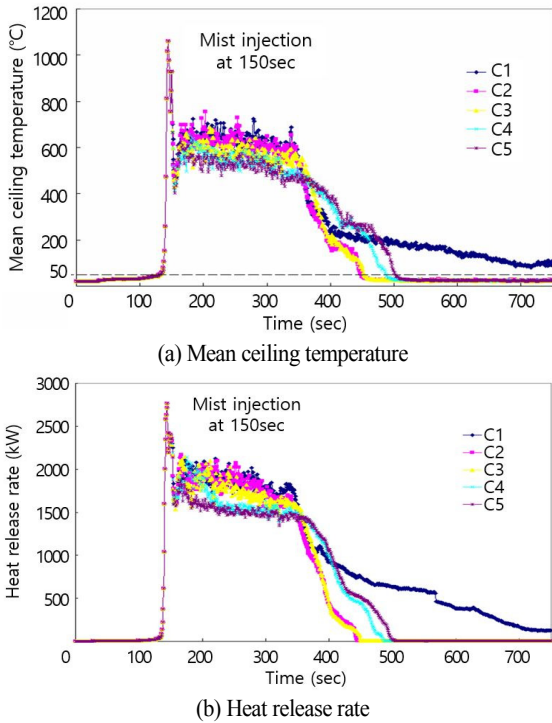 1200
1000
800
600
400
200
50
0
Mean ceiling temperature (℃)
Mist injection
at 150sec
C1
C2
C3
C4
C5
0 100 200 300 400 500 600 700
Time (sec)
(a) Mean ceiling temperature
3000
2500
2000
1500
1000
500
0
Heat release rate (kW)
Mist injection
at 150sec
C1
C2
C3
C4
C5
0 100 200 300 400 500 600 700
Time (sec)
(b) Heat release rate